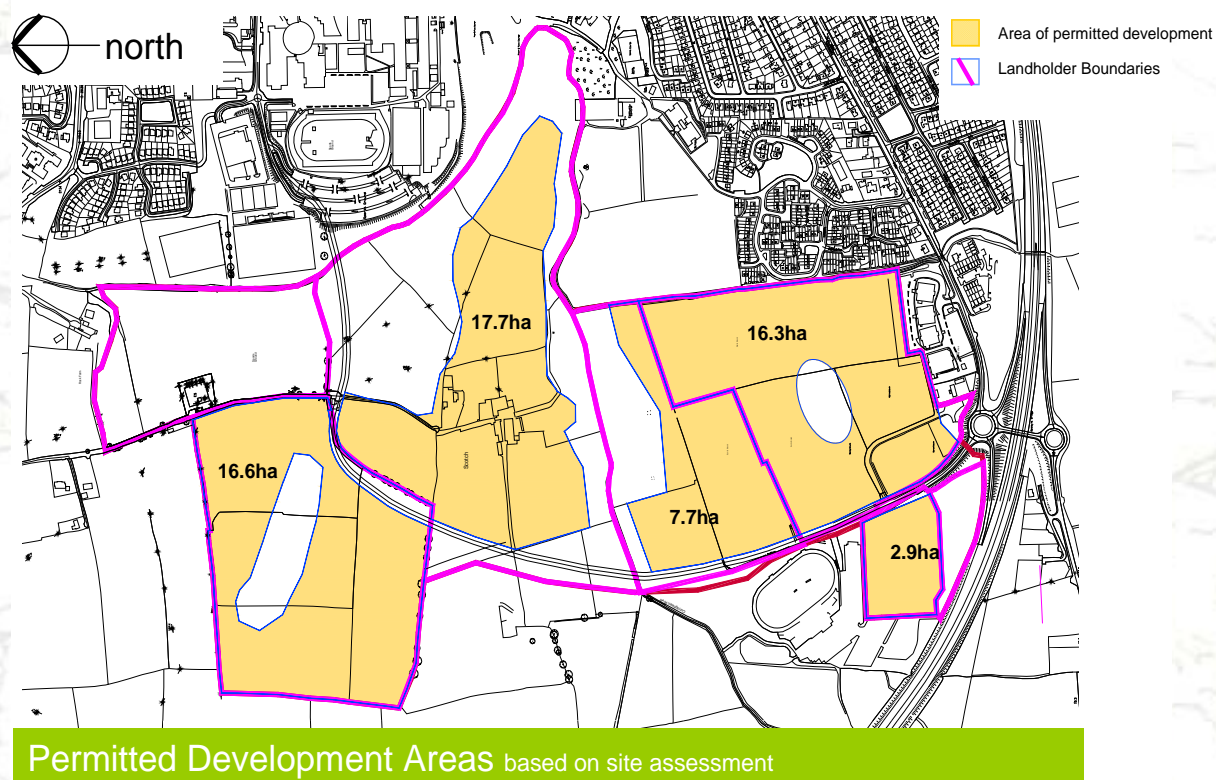 north
Area of permitted development
Landholder Boundaries
17.7ha
16.3ha
16.6ha
Scotch
7.7ha
2.9ha
Permitted Development Areas based on site assessment